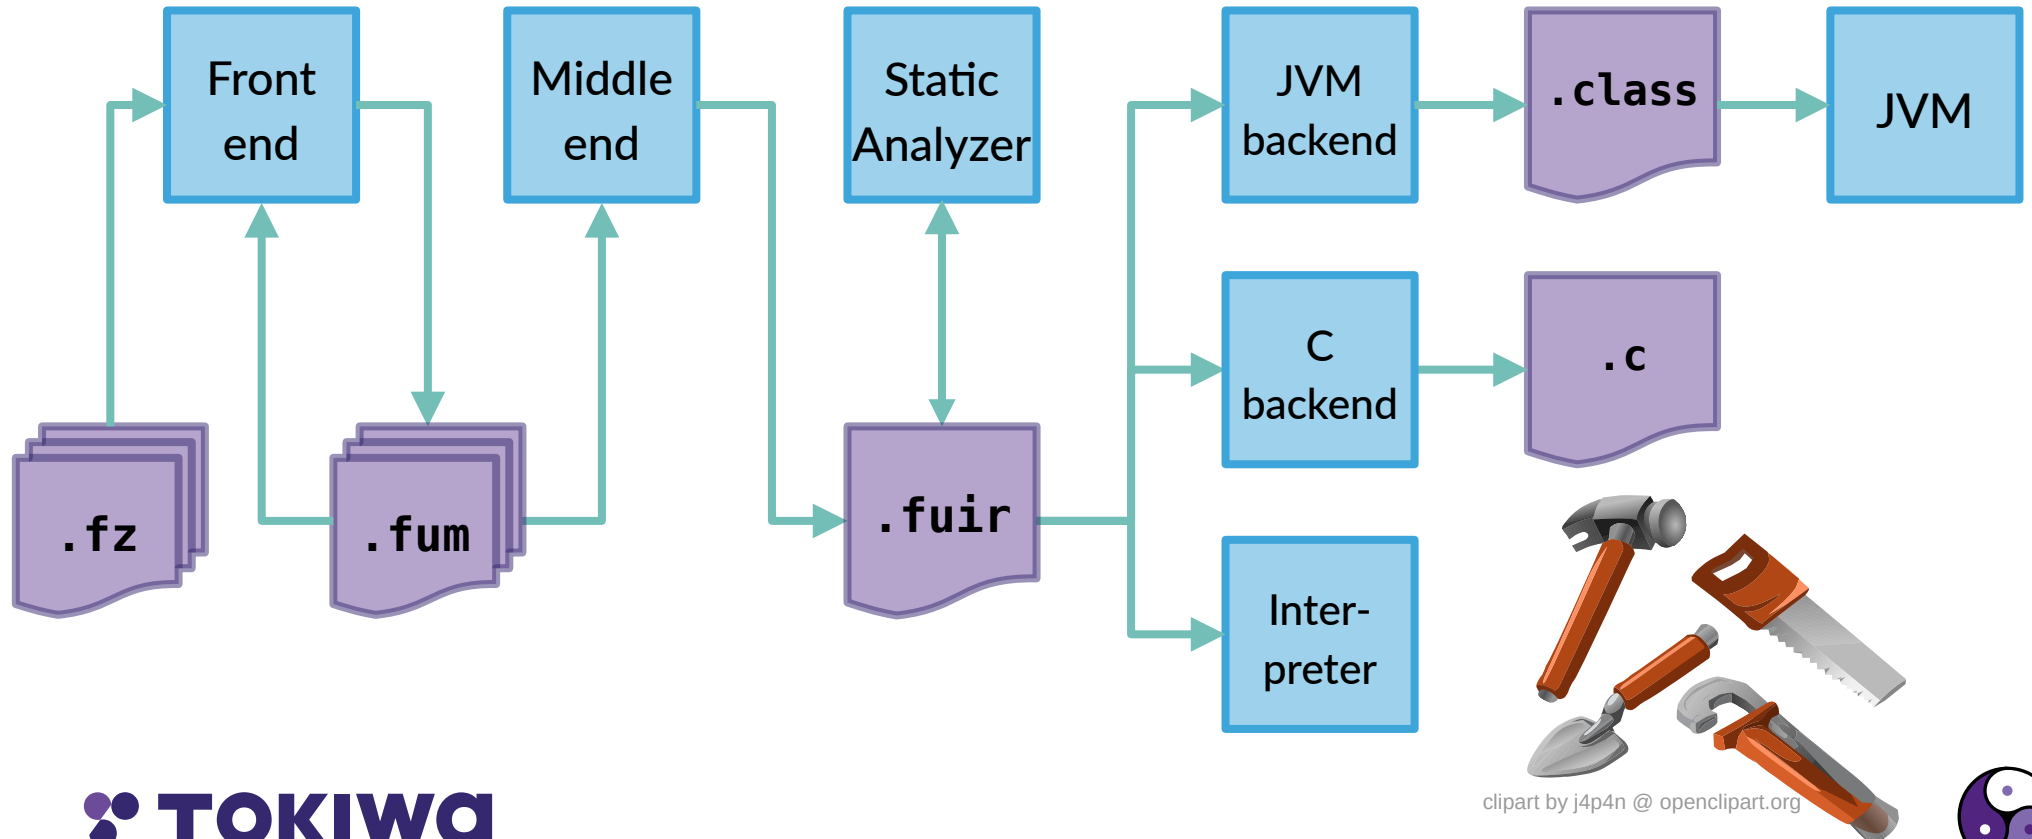 Front
end
Middle
end
Static
Analyzer
JVM
backend
.class
JVM
C
backend
.c
.fz
.fum
.fuir
Inter-
preter
clipart by j4p4n @ openclipart.org
TOKIWA